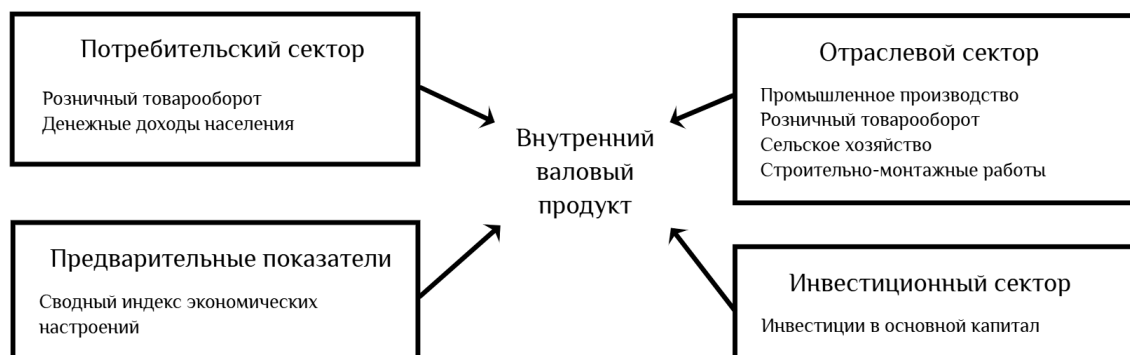 Потребительский сектор
Розничный товарооборот
Денежные доходы населения
Отраслевой сектор
Промышленное производство
Розничный товарооборот
Сельское хозяйство
Строительно-монтажные работы
Внутренний
валовый
продукт
Предварительные показатели
Сводный индекс экономических
настроений
Инвестиционный сектор
Инвестиции в основной капитал